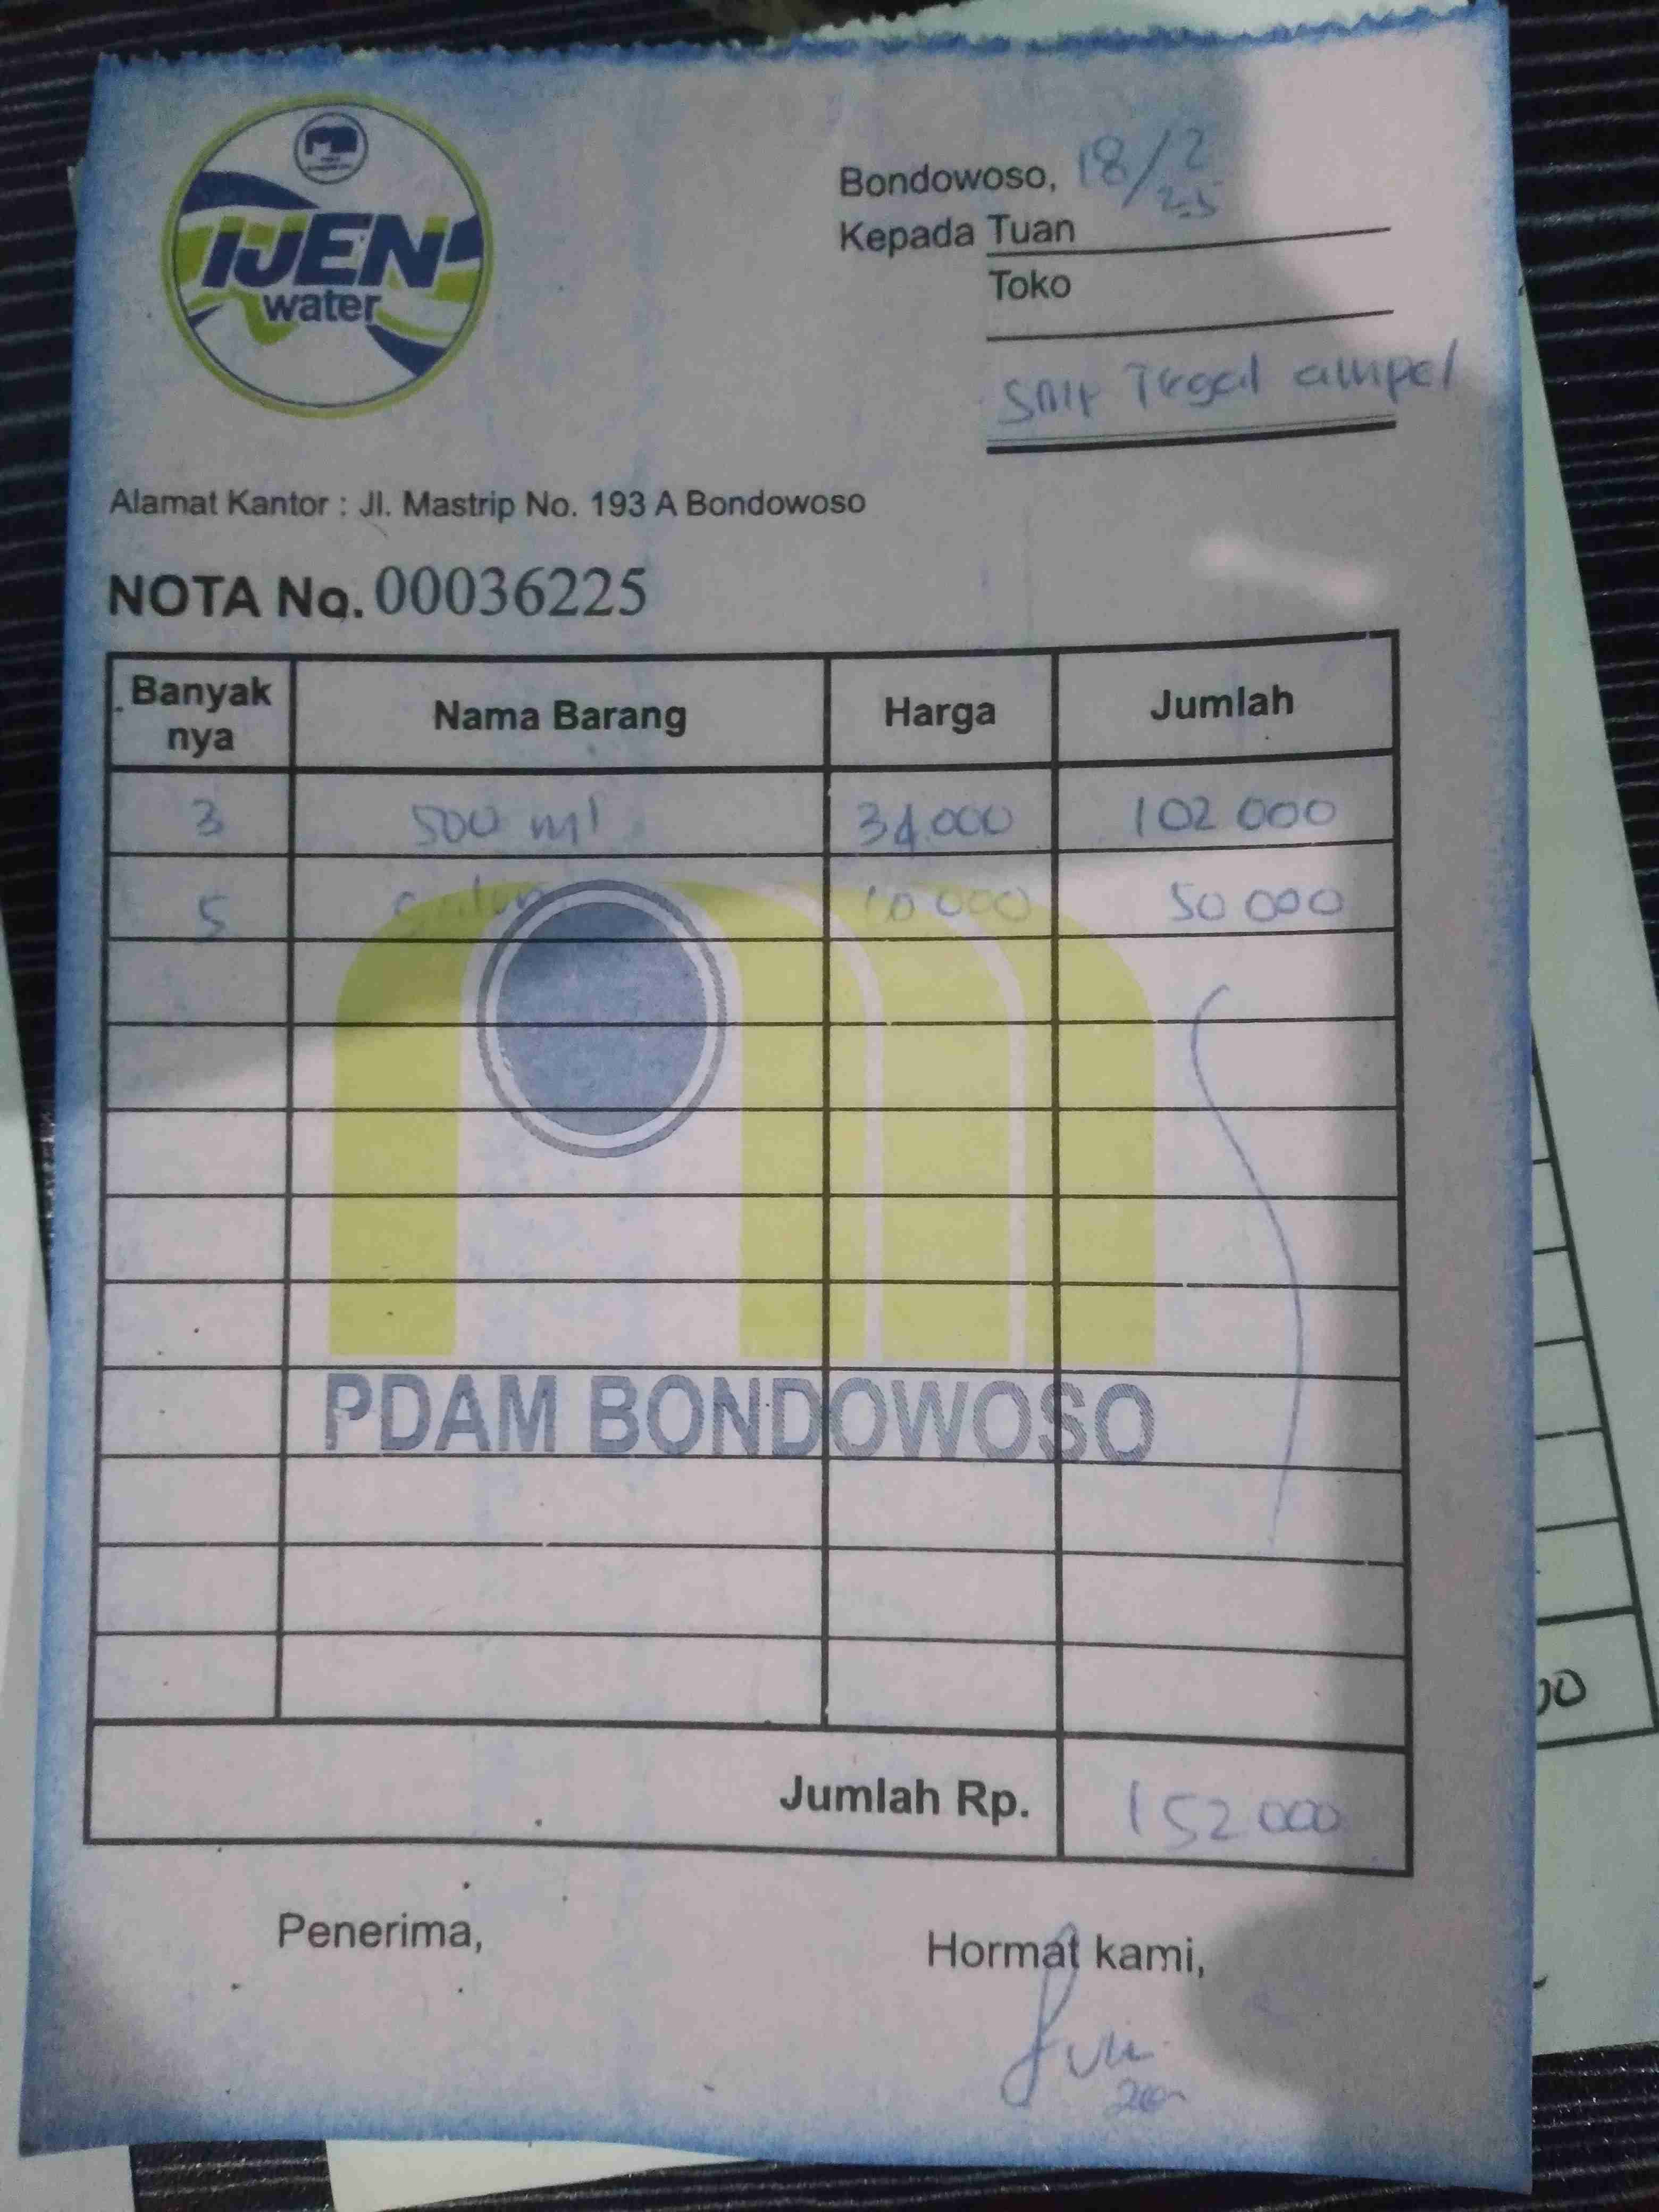 IJEN
water
Bondowoso, 18/2 25
Kepada Tuan
Toko
Tegal ampel
Alamat Kantor : Jl. Mastrip No. 193 A Bondowoso
NOTA No. 00036225
Banyak nya Nama Barang Harga Jumlah
3 500 ml 34.000 102 000
5 galon 10 000 50 000
PDAM BONDOWOSO
Jumlah Rp. 152 000
Penerima, Hormat kami,
00